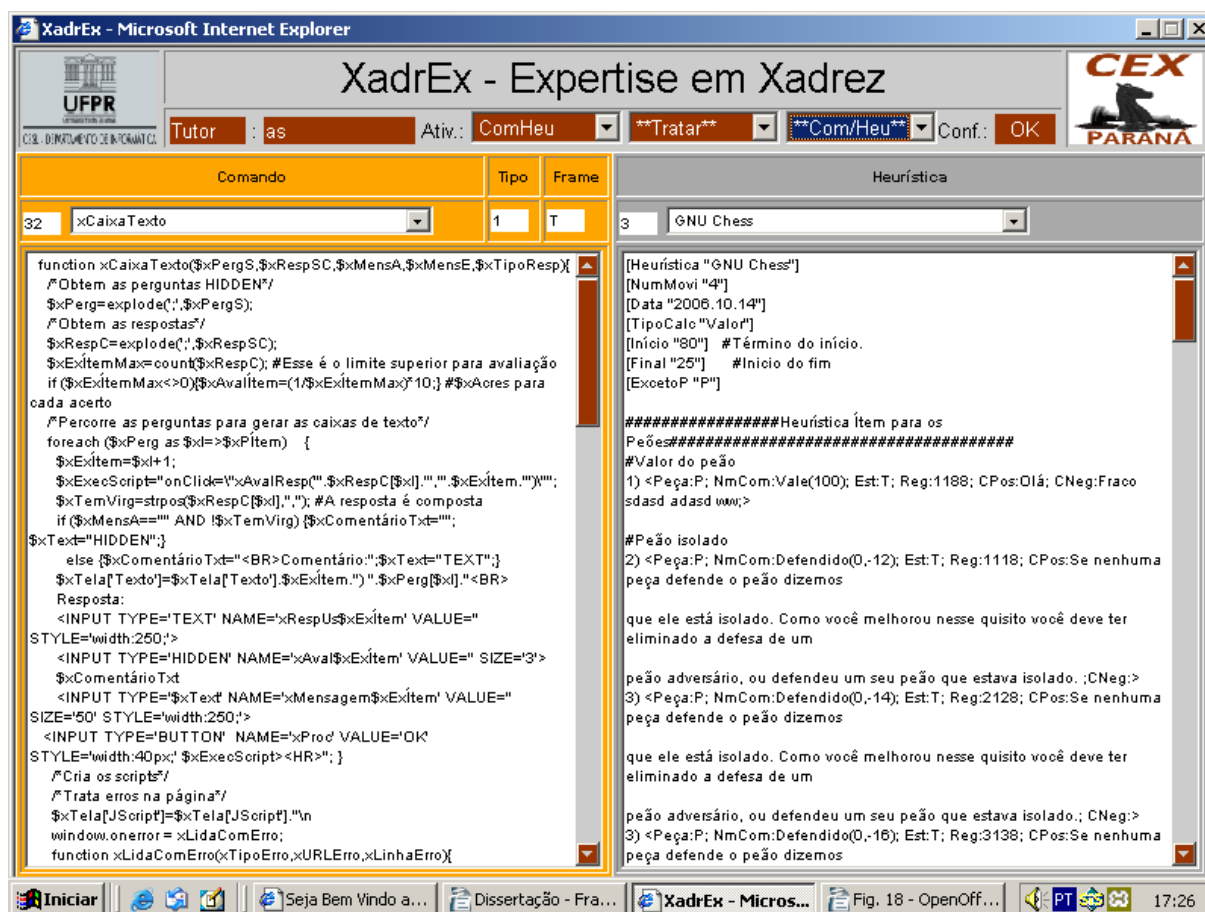 XadrEx - Microsoft Internet Explorer
UFPR
XadrEx - Expertise em Xadrez
CEX
PARANÁ
Tutor : as Ativ.: ComHeu **Tratar** **Com/Heu** Conf.: OK
Comando Tipo Frame
32 xCaixaTexto 1 T
function xCaixaTexto($xPergS,$xRespSC,$xMensA,$xMensE,$xTipoResp){
/*Obtem as perguntas HIDDEN*/
$xPerg=explode(';',$xPergS);
/*Obtem as respostas*/
$xRespC=explode(';',$xRespSC);
$xExÍtemMax=count($xRespC); #Esse é o limite superior para avaliação
if ($xExÍtemMax<>0){$xAvalÍtem=(1/$xExÍtemMax)*10;} #$xAcres para
cada acerto
/*Percorre as perguntas para gerar as caixas de texto*/
foreach ($xPerg as $xI=>$xPÍtem) {
$xExÍtem=$xI+1;
$xExecScript="onClick=\"xAvalResp('".$xRespC[$xI]."','".$xExÍtem."')\"";
$xTemVirg=strpos($xRespC[$xI],","); #A resposta é composta
if ($xMensA=="" AND !$xTemVirg) {$xComentárioTxt="";
$xText="HIDDEN";}
else {$xComentárioTxt="<BR>Comentário:";$xText="TEXT";}
$xTela['Texto']=$xTela['Texto'].$xExÍtem.") ".$xPerg[$xI]."<BR>
Resposta:
<INPUT TYPE='TEXT' NAME='xRespUs$xExÍtem' VALUE=''
STYLE='width:250;'>
<INPUT TYPE='HIDDEN' NAME='xAval$xExÍtem' VALUE='' SIZE='3'>
$xComentárioTxt
<INPUT TYPE='$xText' NAME='xMensagem$xExÍtem' VALUE=''
SIZE='50' STYLE='width:250;'>
<INPUT TYPE='BUTTON' NAME='xProc' VALUE='OK'
STYLE='width:40px;' $xExecScript><HR>"; }
/*Cria os scripts*/
/*Trata erros na página*/
$xTela['JScript']=$xTela['JScript']."\n
window.onerror = xLidaComErro;
function xLidaComErro(xTipoErro,xURLErro,xLinhaErro){
Heurística
3 GNU Chess
[Heurística "GNU Chess"]
[NumMovi "4"]
[Data "2006.10.14"]
[TipoCalc "Valor"]
[Início "80"] #Término do início.
[Final "25"] #Inicio do fim
[ExcetoP "P"]
#################Heurística Ítem para os
Peões######################################
#Valor do peão
1) <Peça:P; NmCom:Vale(100); Est:T; Reg:1188; CPos:Olá; CNeg:Fraco
sdasd adasd ww;>
#Peão isolado
2) <Peça:P; NmCom:Defendido(0,-12); Est:T; Reg:1118; CPos:Se nenhuma
peça defende o peão dizemos
que ele está isolado. Como você melhorou nesse quisito você deve ter
eliminado a defesa de um
peão adversário, ou defendeu um seu peão que estava isolado. ;CNeg:>
3) <Peça:P; NmCom:Defendido(0,-14); Est:T; Reg:2128; CPos:Se nenhuma
peça defende o peão dizemos
que ele está isolado. Como você melhorou nesse quisito você deve ter
eliminado a defesa de um
peão adversário, ou defendeu um seu peão que estava isolado.; CNeg:>
3) <Peça:P; NmCom:Defendido(0,-16); Est:T; Reg:3138; CPos:Se nenhuma
peça defende o peão dizemos
Iniciar Seja Bem Vindo a... Dissertação - Fra... XadrEx - Micros... Fig. 18 - OpenOff... PT 17:26